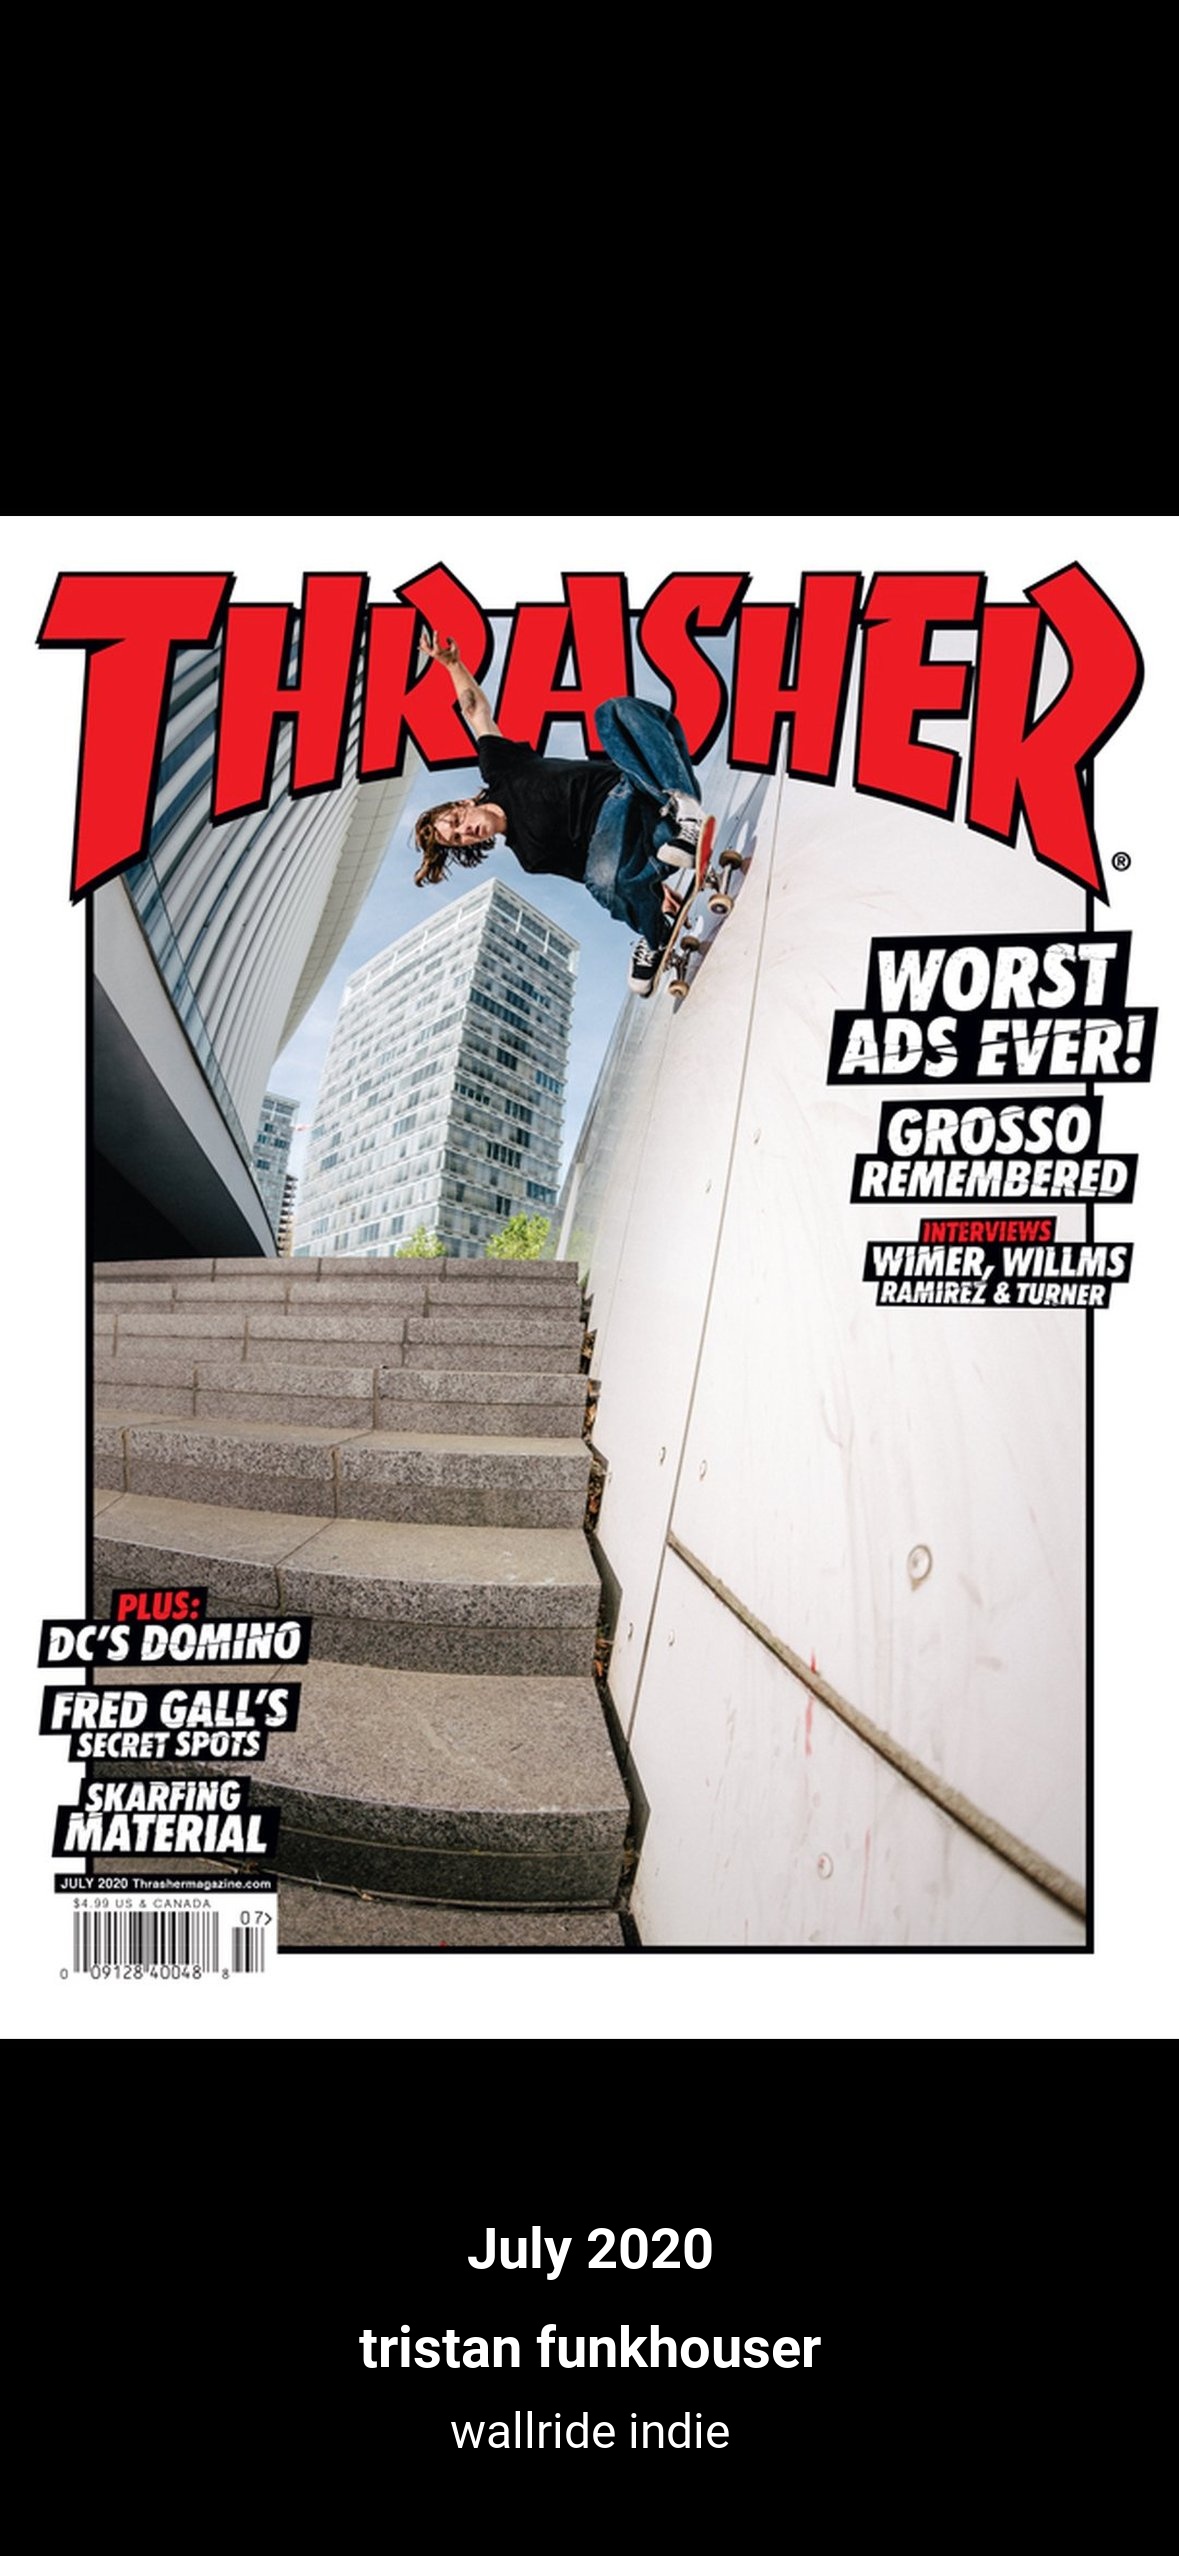 THRASHER
®
WORST
ADS EVER!
GROSSO
REMEMBERED
INTERVIEWS
WIMER, WILLMS
RAMIREZ & TURNER
PLUS:
DC'S DOMINO
FRED GALL'S
SECRET SPOTS
SKARFING
MATERIAL
JULY 2020 Thrashermagazine.com
$4.99 US & CANADA
07>
0 09128 40048 8
July 2020
tristan funkhouser
wallride indie